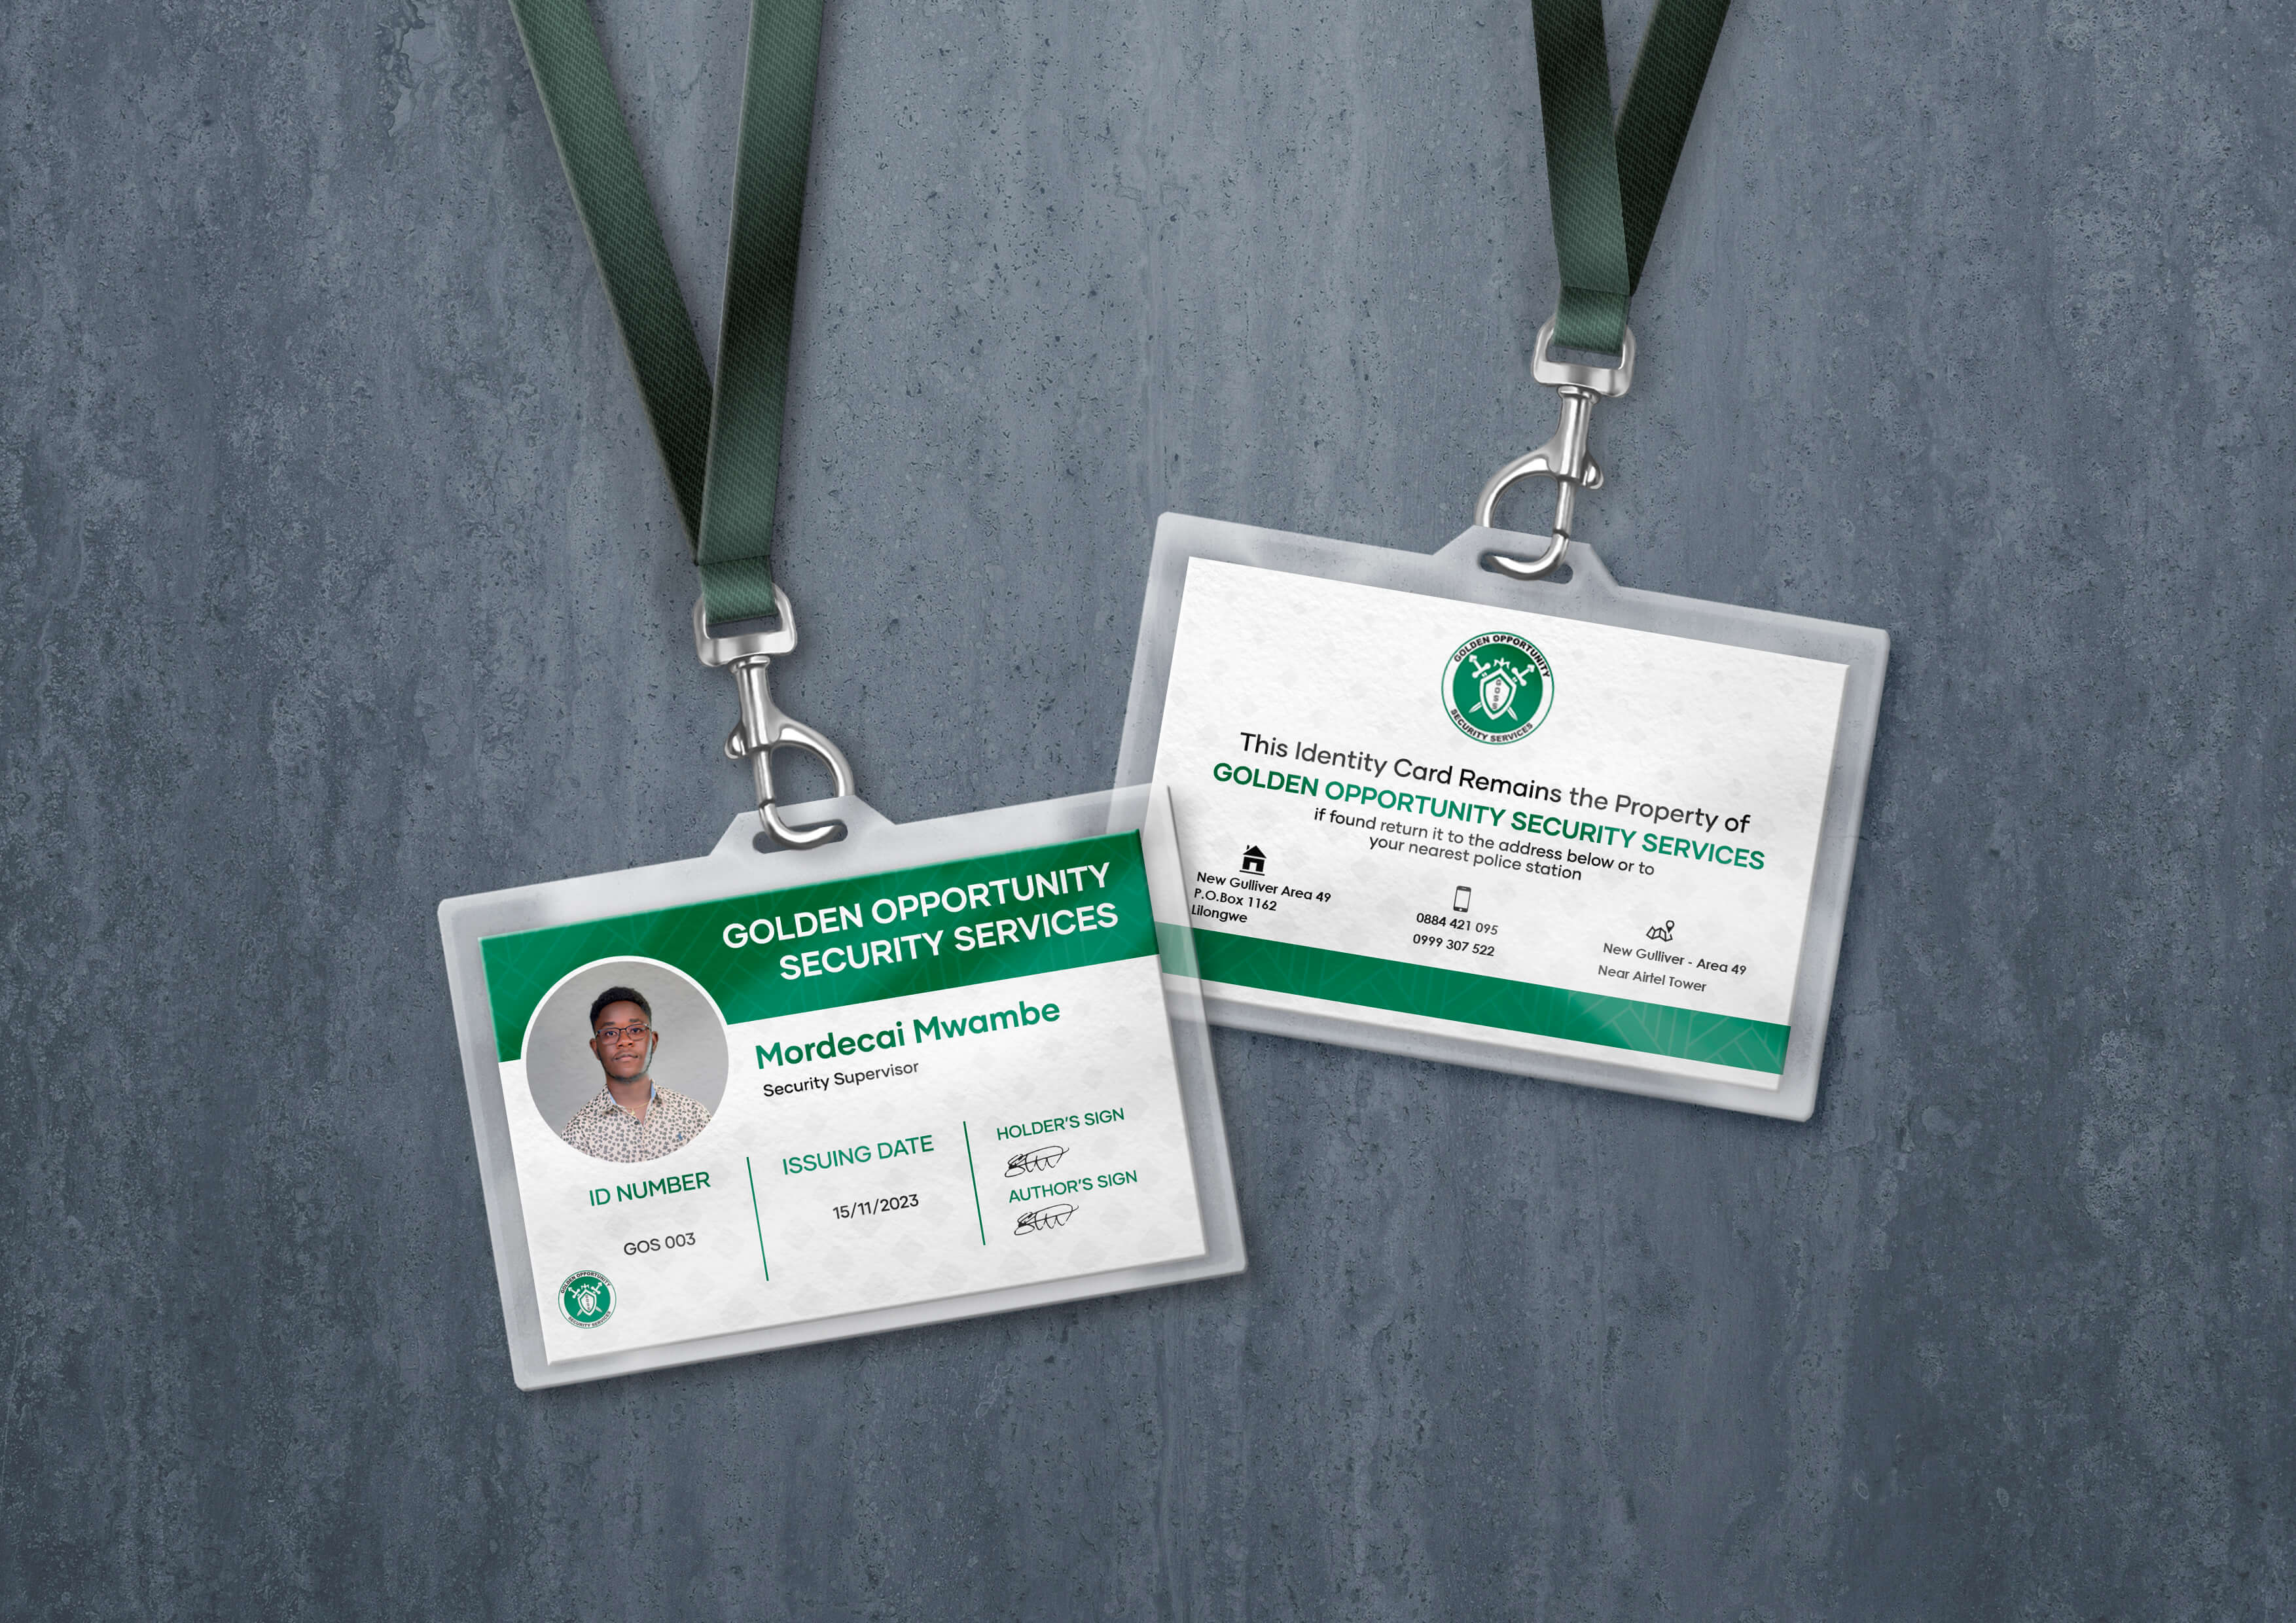 GOLDEN OPPORTUNITY
SECURITY SERVICES
Mordecai Mwambe
Security Supervisor
ID NUMBER
GOS 003
ISSUING DATE
15/11/2023
HOLDER'S SIGN
AUTHOR'S SIGN
GOLDEN OPPORTUNITY
SECURITY SERVICES
GOLDEN OPPORTUNITY
SECURITY SERVICES
This Identity Card Remains the Property of
GOLDEN OPPORTUNITY SECURITY SERVICES
if found return it to the address below or to
your nearest police station
New Gulliver Area 49
P.O.Box 1162
Lilongwe
0884 421 095
0999 307 522
New Gulliver - Area 49
Near Airtel Tower